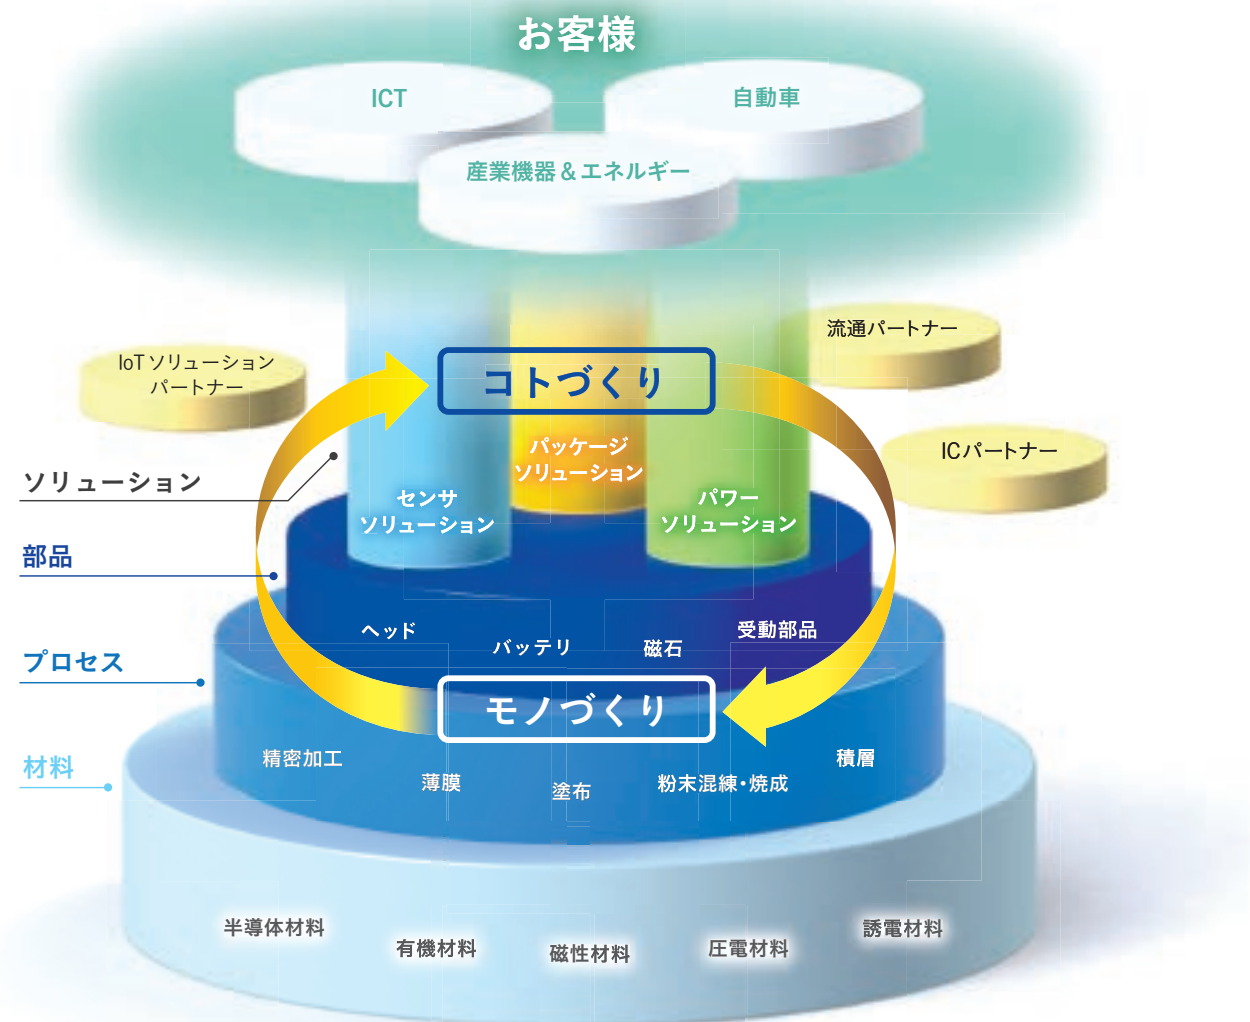 お客様
ICT
自動車
産業機器＆エネルギー
流通パートナー
IoTソリューション
パートナー
コトづくり
ICパートナー
パッケージ
ソリューション
ソリューション
センサ
ソリューション
パワー
ソリューション
部品
ヘッド
バッテリ
磁石
受動部品
プロセス
モノづくり
精密加工
薄膜
塗布
粉末混練・焼成
積層
材料
半導体材料
有機材料
磁性材料
圧電材料
誘電材料